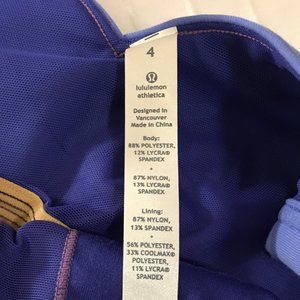 4
lululemon
athletica
Designed in
Vancouver
Made in China
Body:
88% POLYESTER,
12% LYCRA®
SPANDEX
+
87% NYLON,
13% LYCRA®
SPANDEX
Lining:
87% NYLON,
13% SPANDEX
+
56% POLYESTER,
33% COOLMAX®
POLYESTER,
11% LYCRA®
SPANDEX